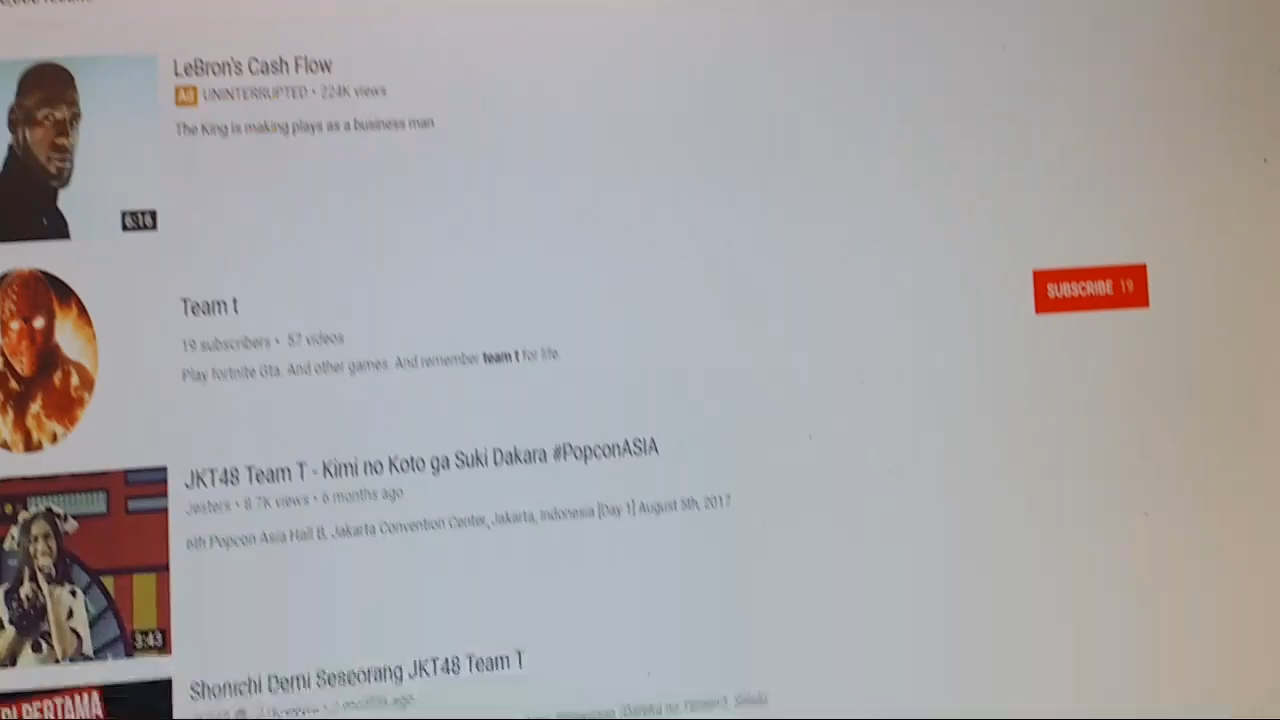 LeBron's Cash Flow
Ad UNINTERRUPTED • 224K views
The King is making plays as a business man
6:16
Team t
SUBSCRIBE 19
19 subscribers • 57 videos
Play fortnite Gta. And other games. And remember team t for life.
JKT48 Team T - Kimi no Koto ga Suki Dakara #PopconASIA
Jesters • 8.7K views • 6 months ago
6th Popcon Asia Hall B, Jakarta Convention Center, Jakarta, Indonesia [Day 1] August 5th, 2017
3:43
Shonichi Demi Seseorang JKT48 Team T
months ago
PERTAMA